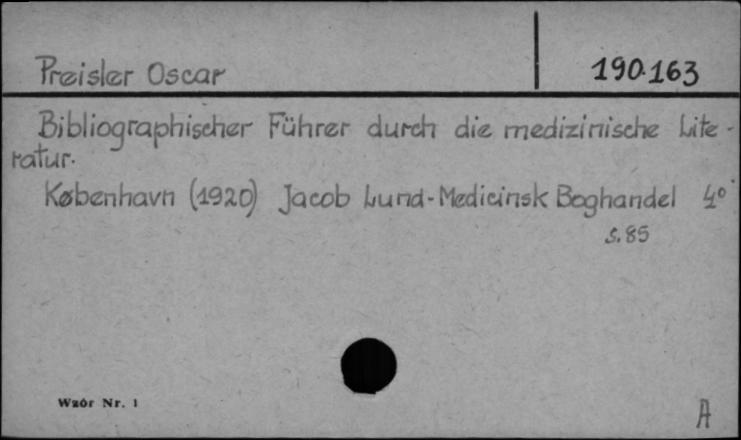 Preisler Oscar
190.163
Bibliographischer Führer durch die medizinische Lite-
ratur.
København (1920) Jacob Lund-Medicinsk Boghandel 4°
S. 85
Wzór Nr. 1
A